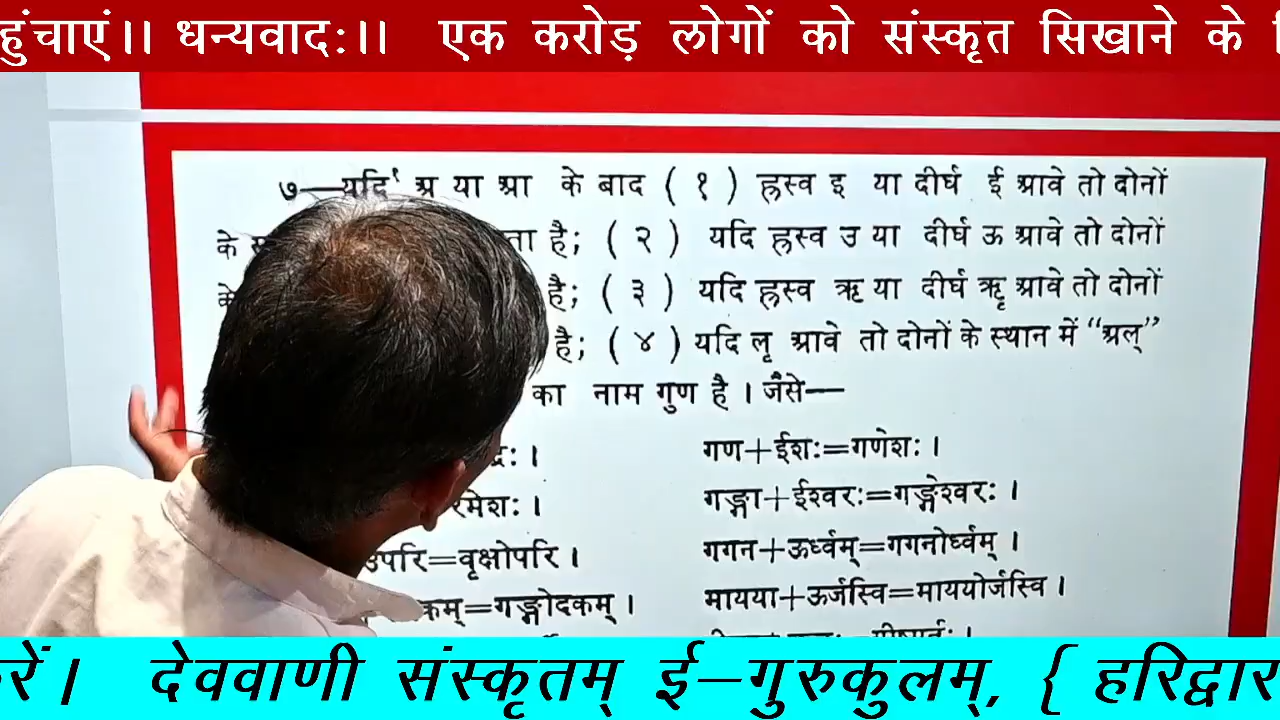 हुंचाएं।। धन्यवादः।। एक करोड़ लोगों को संस्कृत सिखाने के
७—यदि अ या आ के बाद ( १ ) ह्रस्व इ या दीर्घ ई आवे तो दोनों
के है; ( २ ) यदि ह्रस्व उ या दीर्घ ऊ आवे तो दोनों
है; ( ३ ) यदि ह्रस्व ऋ या दीर्घ ॠ आवे तो दोनों
है; ( ४ ) यदि लृ आवे तो दोनों के स्थान में “अल्”
का नाम गुण है । जैसे—
द्रः । गण+ईशः=गणेशः ।
रमेशः । गङ्गा+ईश्वरः=गङ्गेश्वरः ।
उपरि=वृक्षोपरि । गगन+ऊर्ध्वम्=गगनोर्ध्वम् ।
कम्=गङ्गोदकम् । मायया+ऊर्जस्वि=माययोर्जस्वि ।
रें। देववाणी संस्कृतम् ई–गुरुकुलम्, { हरिद्वार